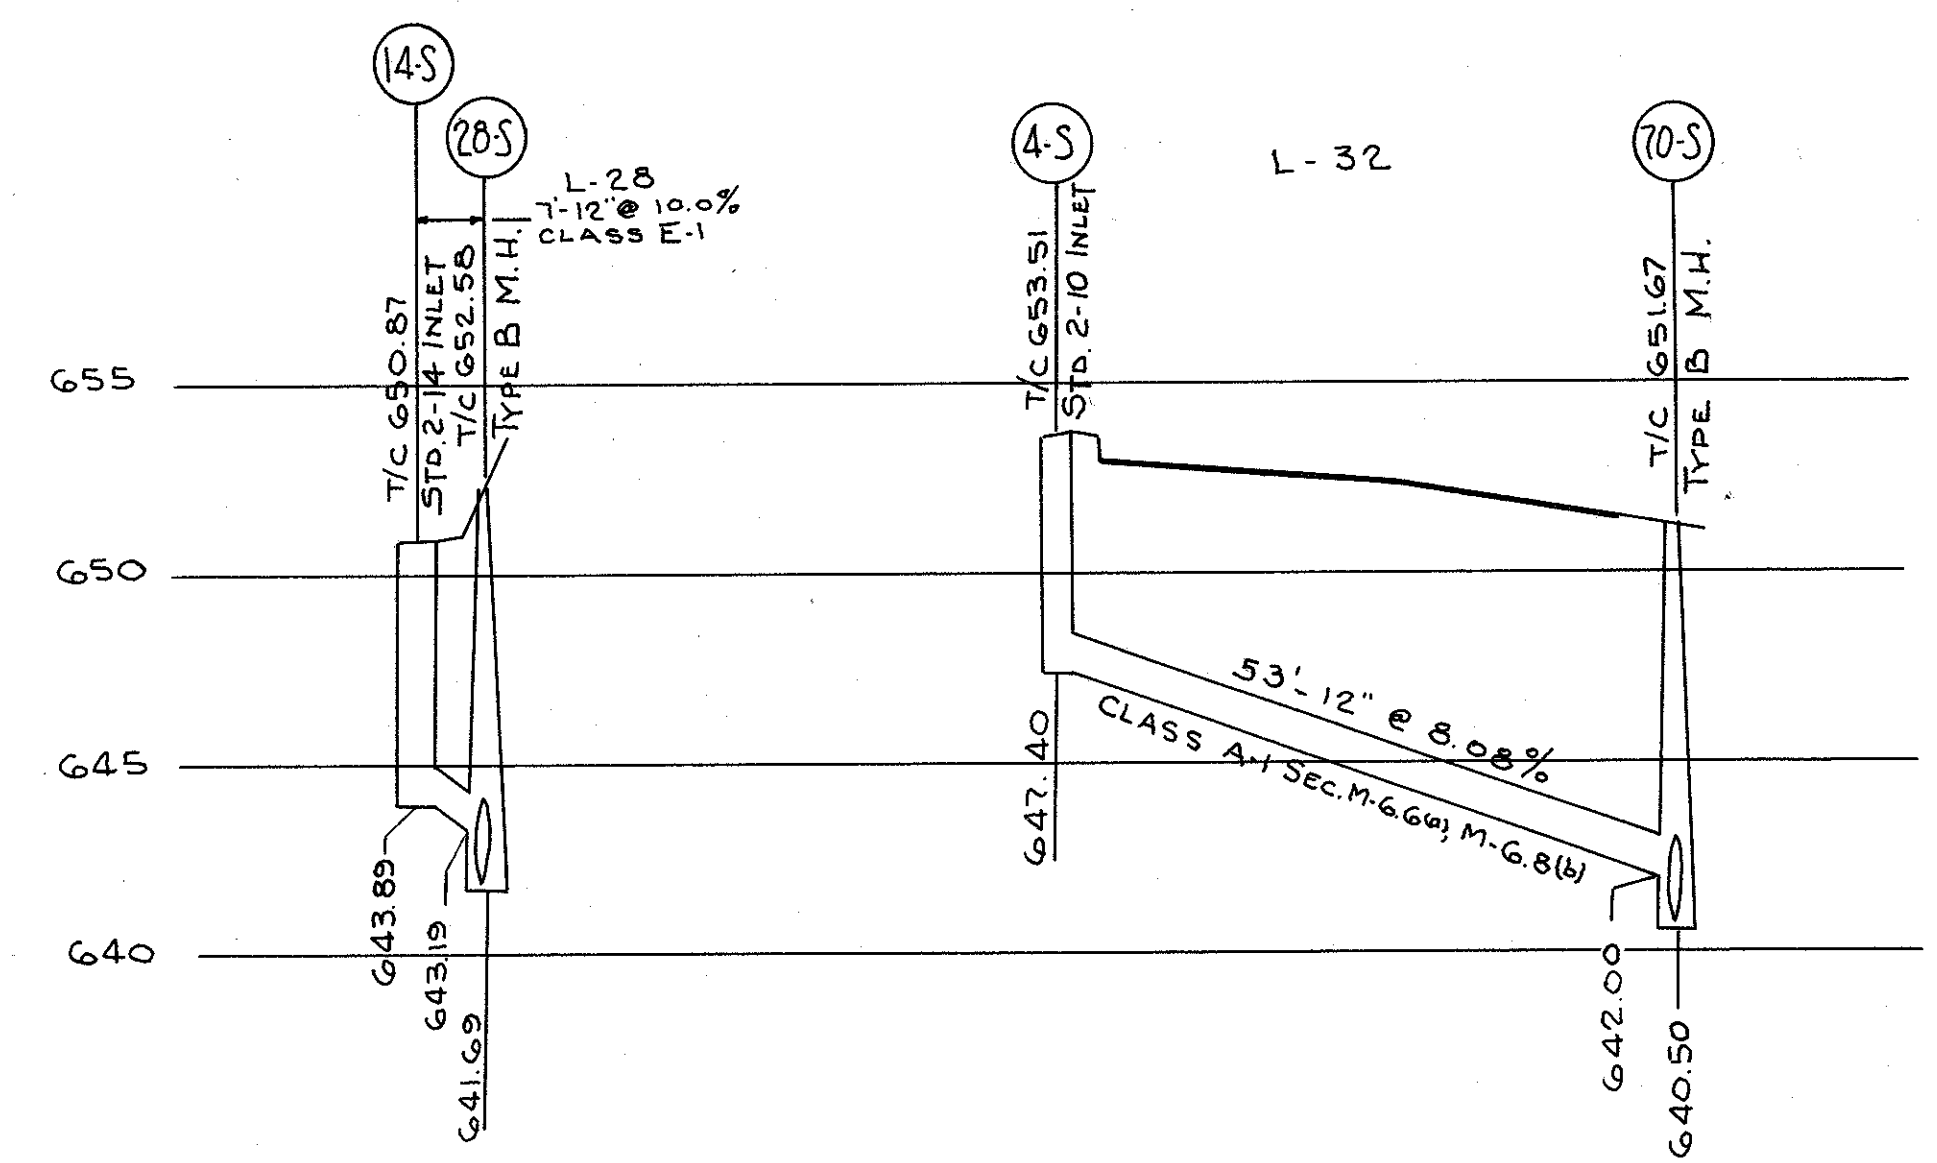 14-S
28-S
L-28
7'-12" @ 10.0%
CLASS E-1
T/C 650.87
STD. 2-14 INLET
T/C 652.58
TYPE B M.H.
4-S
T/C 653.51
STD. 2-10 INLET
L-32
70-S
T/C 651.67
TYPE B M.H.
655
650
645
640
53'-12" @ 8.08%
CLASS A-1 SEC. M-6.6(a), M-6.8(b)
643.89
643.19
641.69
647.40
642.00
640.50